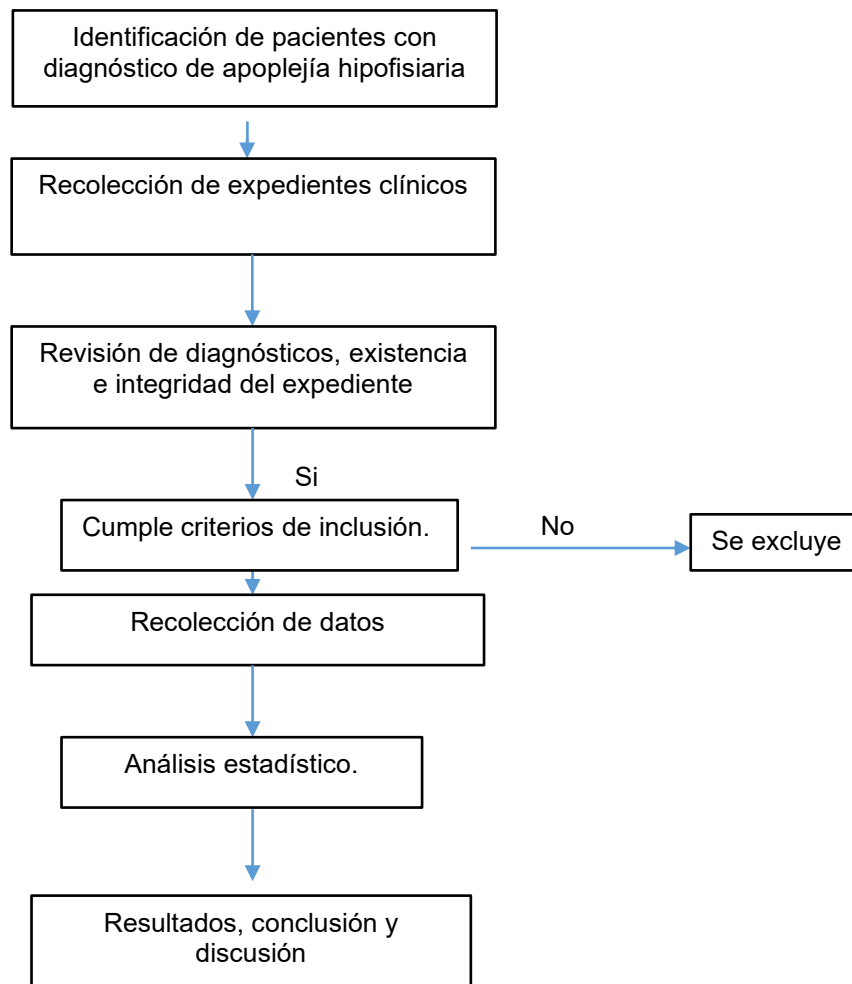 Identificación de pacientes con
diagnóstico de apoplejía hipofisiaria
Recolección de expedientes clínicos
Revisión de diagnósticos, existencia
e integridad del expediente
Si
Cumple criterios de inclusión.
No
Se excluye
Recolección de datos
Análisis estadístico.
Resultados, conclusión y
discusión